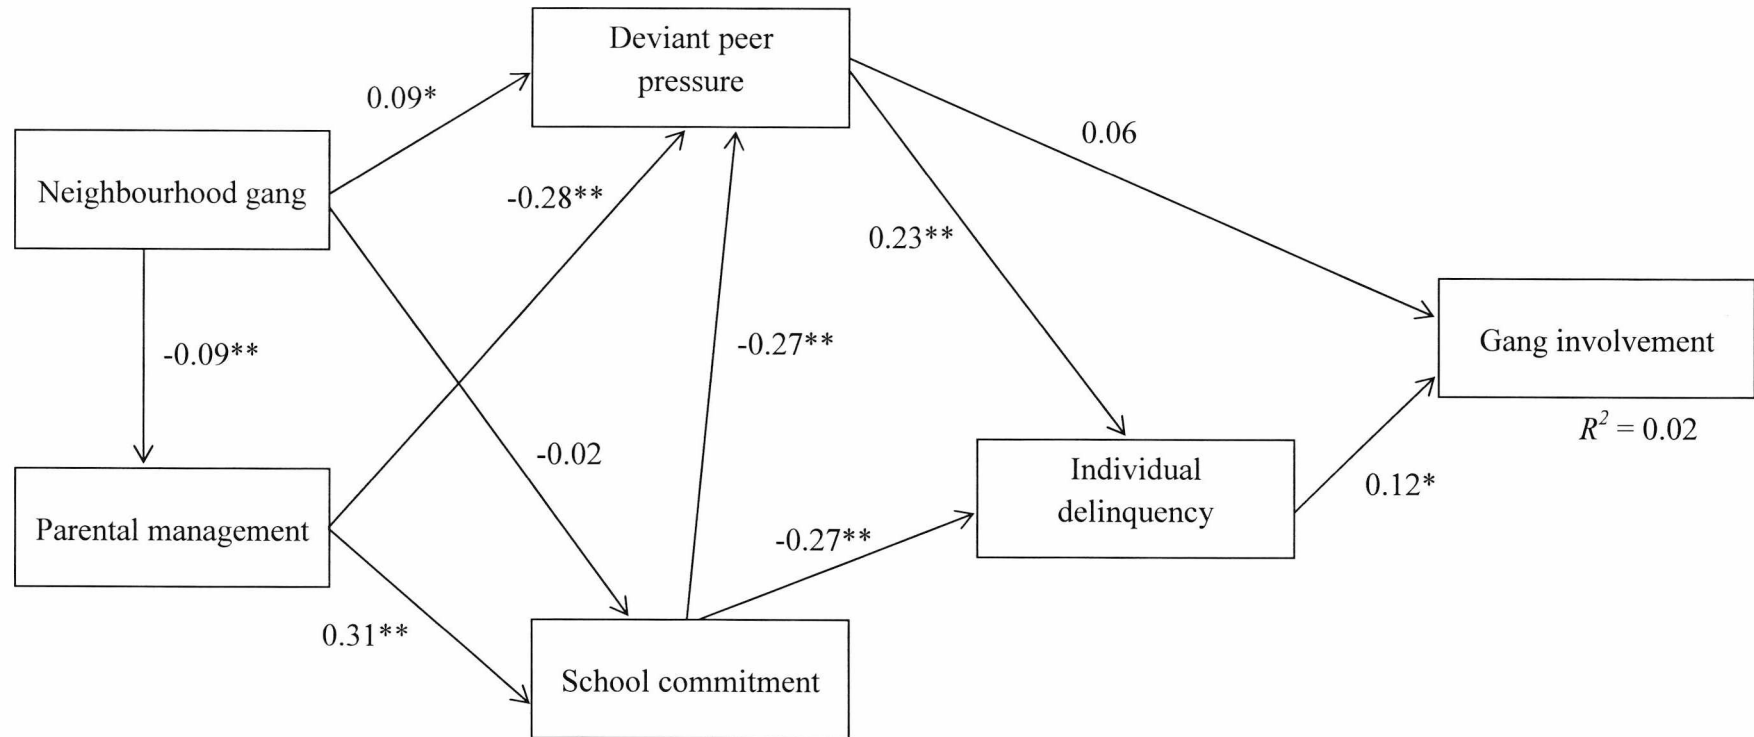 Deviant peer
pressure
0.09*
0.06
Neighbourhood gang
-0.28**
0.23**
-0.09**
-0.27**
Gang involvement
R² = 0.02
-0.02
Individual
delinquency
0.12*
Parental management
-0.27**
0.31**
School commitment